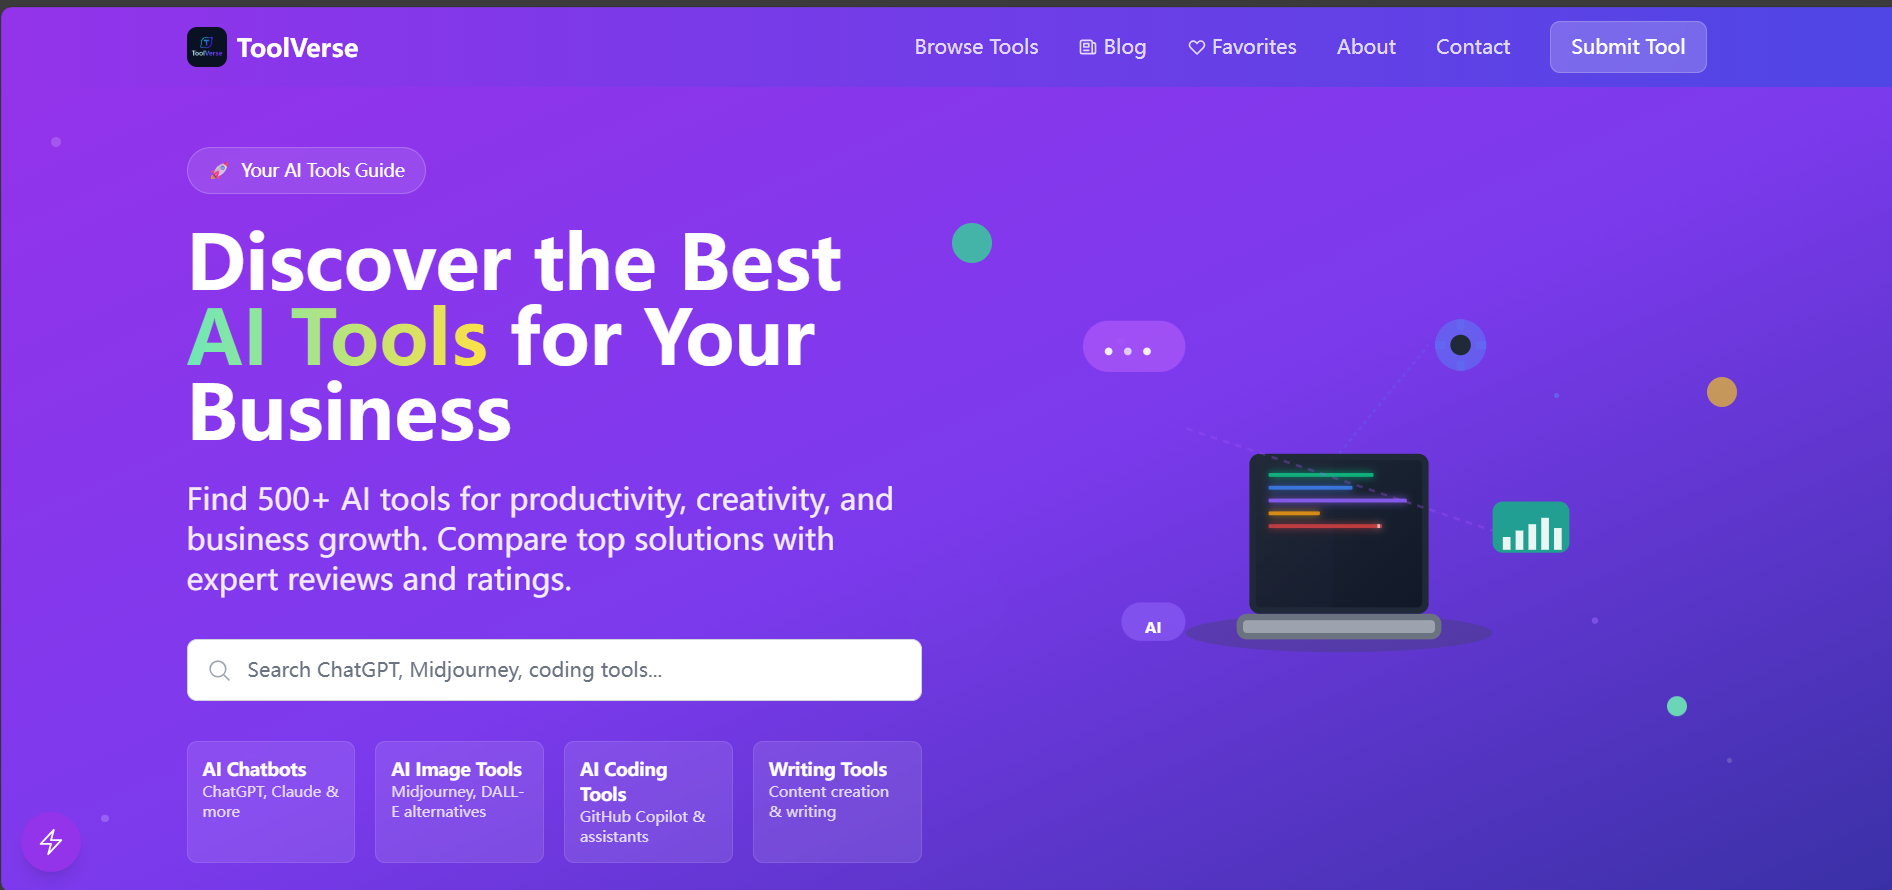 ToolVerse
ToolVerse
Browse Tools
Blog
Favorites
About
Contact
Submit Tool
Your AI Tools Guide
Discover the Best
AI Tools for Your
Business
Find 500+ AI tools for productivity, creativity, and
business growth. Compare top solutions with
expert reviews and ratings.
Search ChatGPT, Midjourney, coding tools...
AI
AI Chatbots
ChatGPT, Claude &
more
AI Image Tools
Midjourney, DALL-
E alternatives
AI Coding
Tools
GitHub Copilot &
assistants
Writing Tools
Content creation
& writing